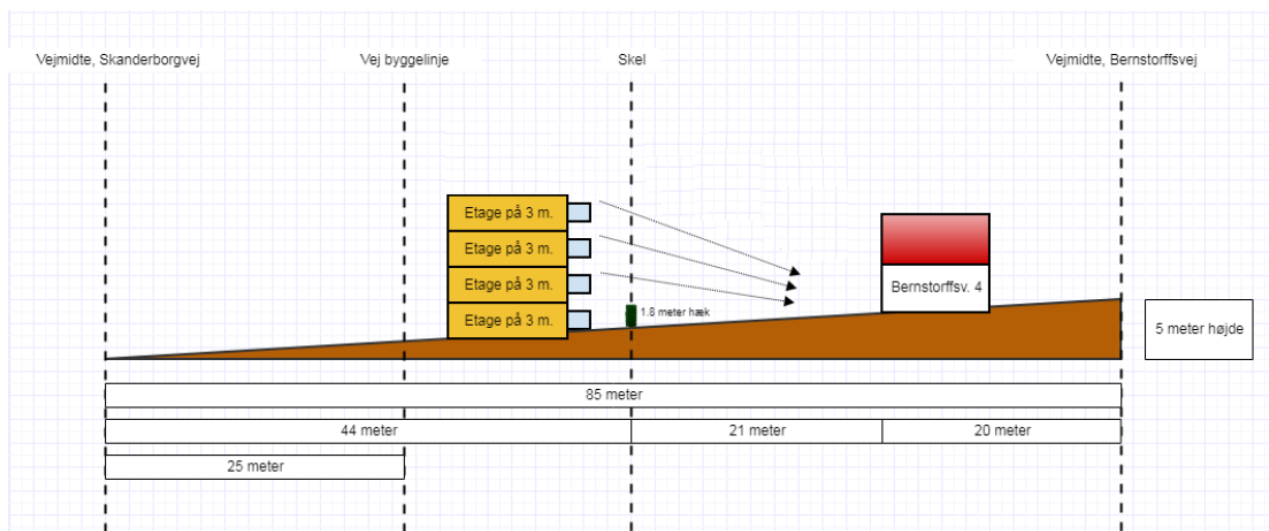 Vejmidte, Skanderborgvej
Vej byggelinje
Skel
Vejmidte, Bernstorffsvej
Etage på 3 m.
Etage på 3 m.
Etage på 3 m.
Etage på 3 m.
1.8 meter hæk
Bernstorffsv. 4
5 meter højde
85 meter
44 meter
21 meter
20 meter
25 meter